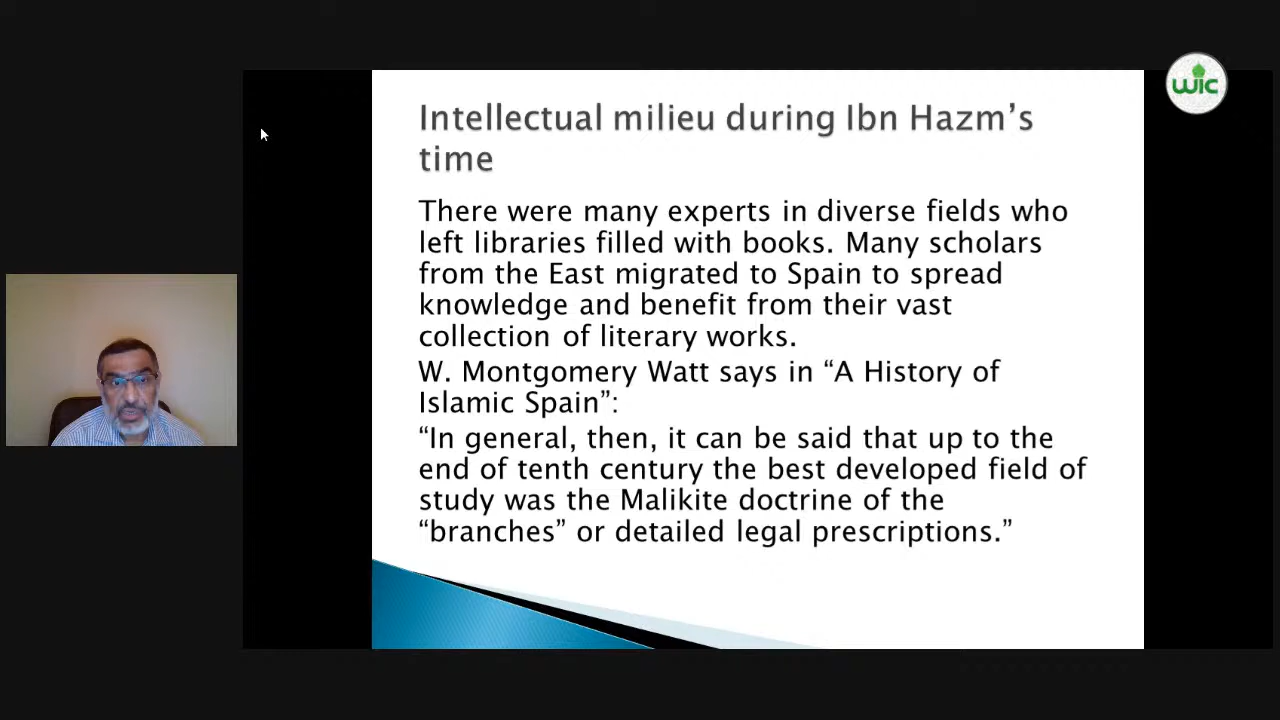 wic
Intellectual milieu during Ibn Hazm’s
time
There were many experts in diverse fields who
left libraries filled with books. Many scholars
from the East migrated to Spain to spread
knowledge and benefit from their vast
collection of literary works.
W. Montgomery Watt says in “A History of
Islamic Spain”:
“In general, then, it can be said that up to the
end of tenth century the best developed field of
study was the Malikite doctrine of the
“branches” or detailed legal prescriptions.”